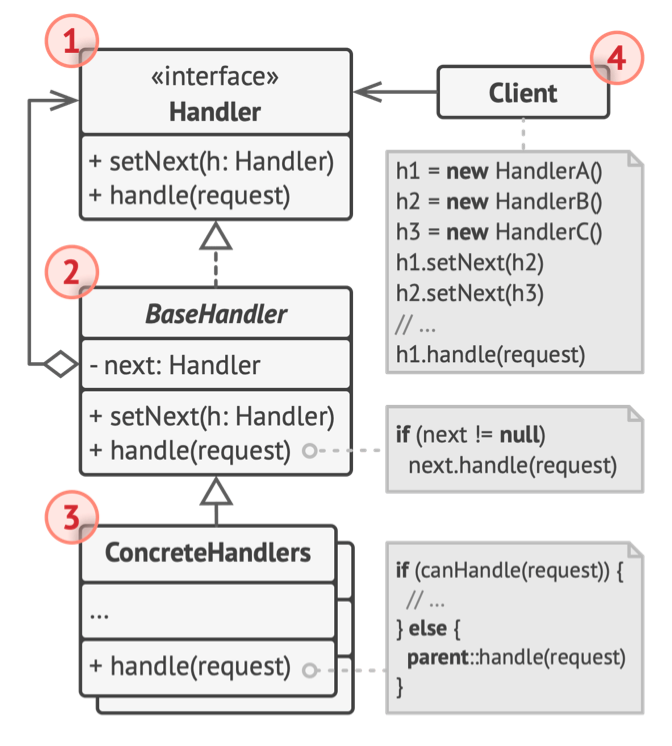 1
«interface»
Handler
+ setNext(h: Handler)
+ handle(request)
4
Client
h1 = new HandlerA()
h2 = new HandlerB()
h3 = new HandlerC()
h1.setNext(h2)
h2.setNext(h3)
// ...
h1.handle(request)
2
BaseHandler
- next: Handler
+ setNext(h: Handler)
+ handle(request)
if (next != null)
next.handle(request)
3
ConcreteHandlers
...
+ handle(request)
if (canHandle(request)) {
// ...
} else {
parent::handle(request)
}